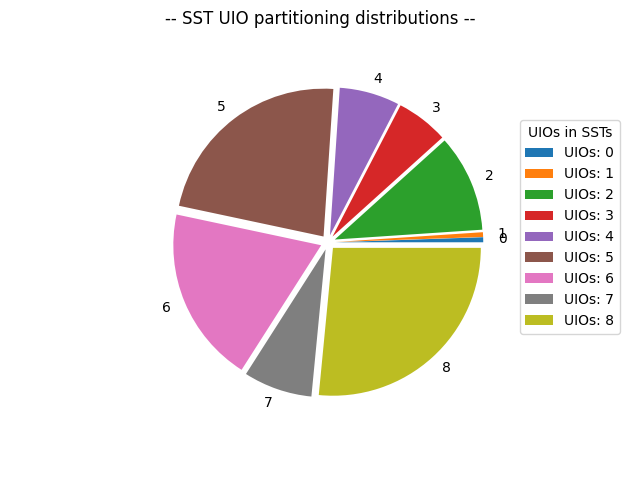 -- SST UIO partitioning distributions --
4
5
3
UIOs in SSTs
UIOs: 0
UIOs: 1
2
UIOs: 2
UIOs: 3
UIOs: 4
1
0
UIOs: 5
UIOs: 6
UIOs: 7
6
UIOs: 8
8
7